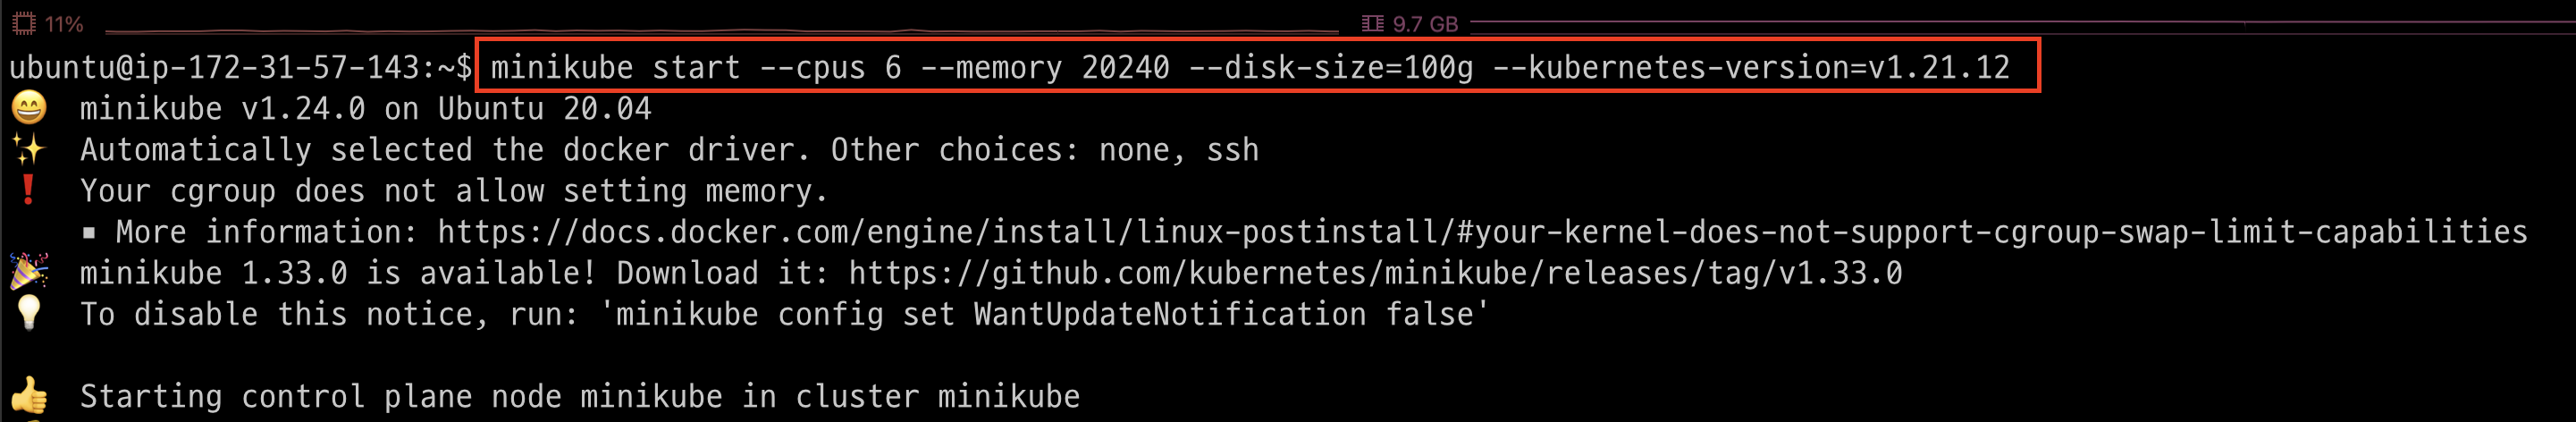 11% 9.7 GB
ubuntu@ip-172-31-57-143:~$ minikube start --cpus 6 --memory 20240 --disk-size=100g --kubernetes-version=v1.21.12
😄 minikube v1.24.0 on Ubuntu 20.04
✨ Automatically selected the docker driver. Other choices: none, ssh
❗ Your cgroup does not allow setting memory.
▪ More information: https://docs.docker.com/engine/install/linux-postinstall/#your-kernel-does-not-support-cgroup-swap-limit-capabilities
🎉 minikube 1.33.0 is available! Download it: https://github.com/kubernetes/minikube/releases/tag/v1.33.0
💡 To disable this notice, run: 'minikube config set WantUpdateNotification false'
👍 Starting control plane node minikube in cluster minikube